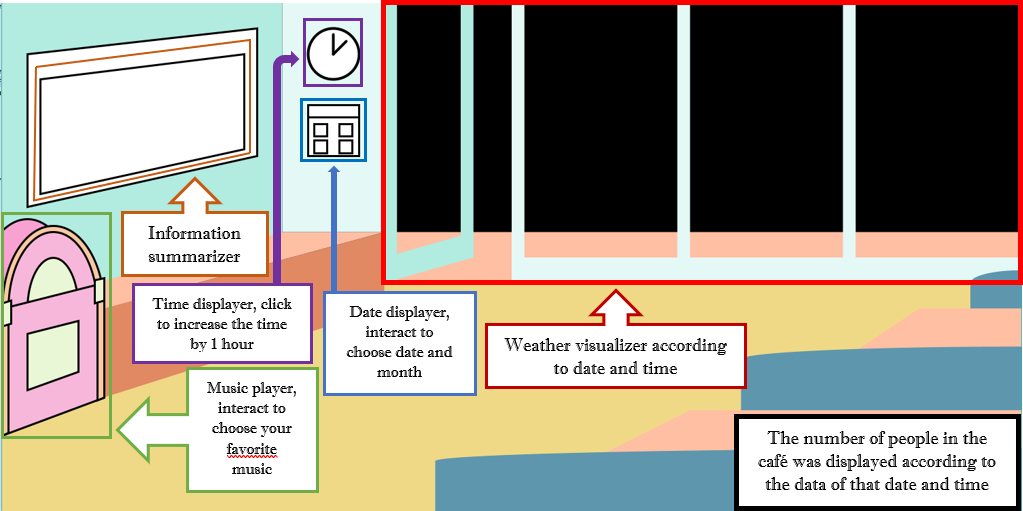 Information
summarizer
Time displayer, click
to increase the time
by 1 hour
Date displayer,
interact to
choose date and
month
Weather visualizer according
to date and time
Music player,
interact to
choose your
favorite
music
The number of people in the
café was displayed according to
the data of that date and time